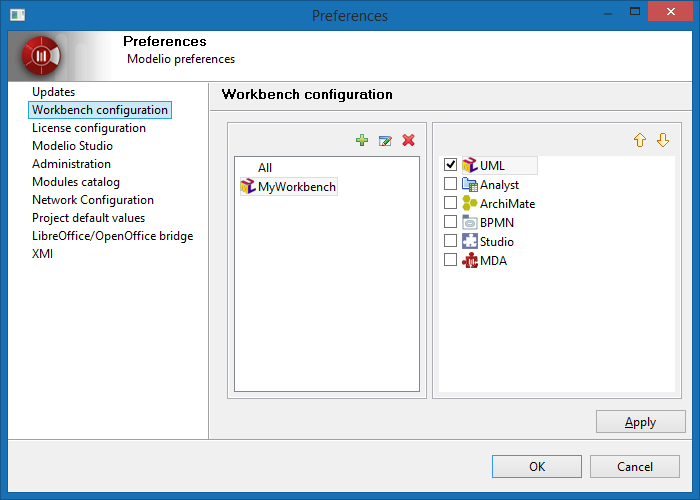 Preferences
Preferences
Modelio preferences
Updates
Workbench configuration
License configuration
Modelio Studio
Administration
Modules catalog
Network Configuration
Project default values
LibreOffice/OpenOffice bridge
XMI
Workbench configuration
All
MyWorkbench
UML
Analyst
ArchiMate
BPMN
Studio
MDA
Apply
OK
Cancel